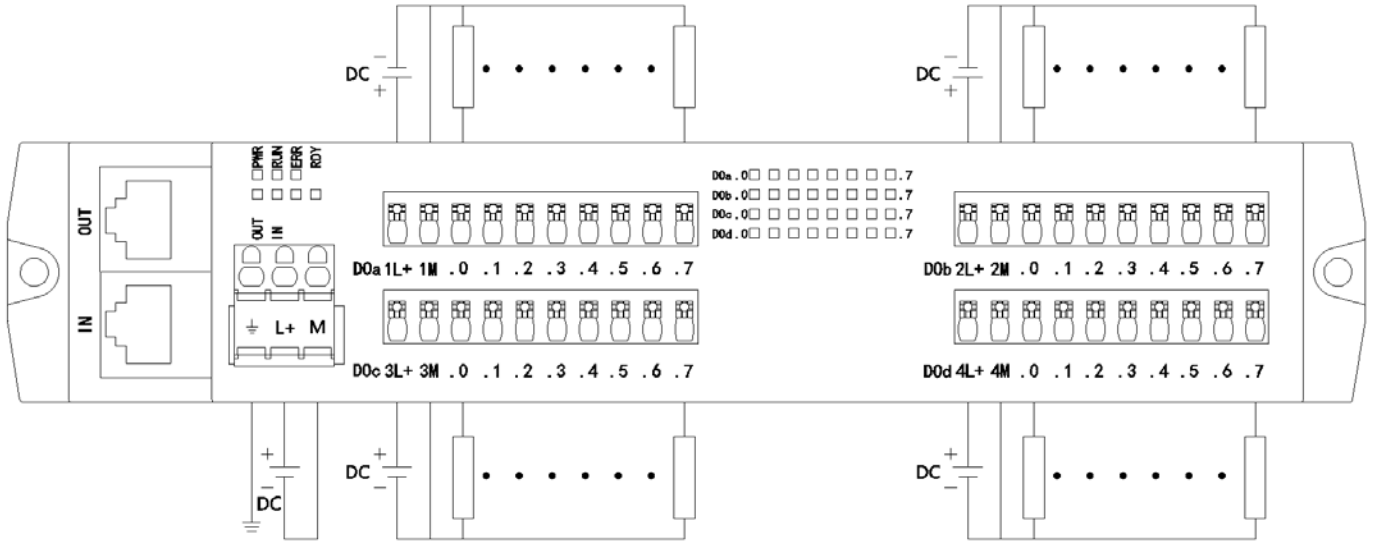 DC
-
+
DC
-
+
PWR
RUN
ERR
RDY
OUT
IN
OUT
IN
DOa.0 .7
DOb.0 .7
DOc.0 .7
DOd.0 .7
DOa 1L+ 1M .0 .1 .2 .3 .4 .5 .6 .7
DOb 2L+ 2M .0 .1 .2 .3 .4 .5 .6 .7
L+ M
DOc 3L+ 3M .0 .1 .2 .3 .4 .5 .6 .7
DOd 4L+ 4M .0 .1 .2 .3 .4 .5 .6 .7
+
-
DC
+
DC
-
+
DC
-